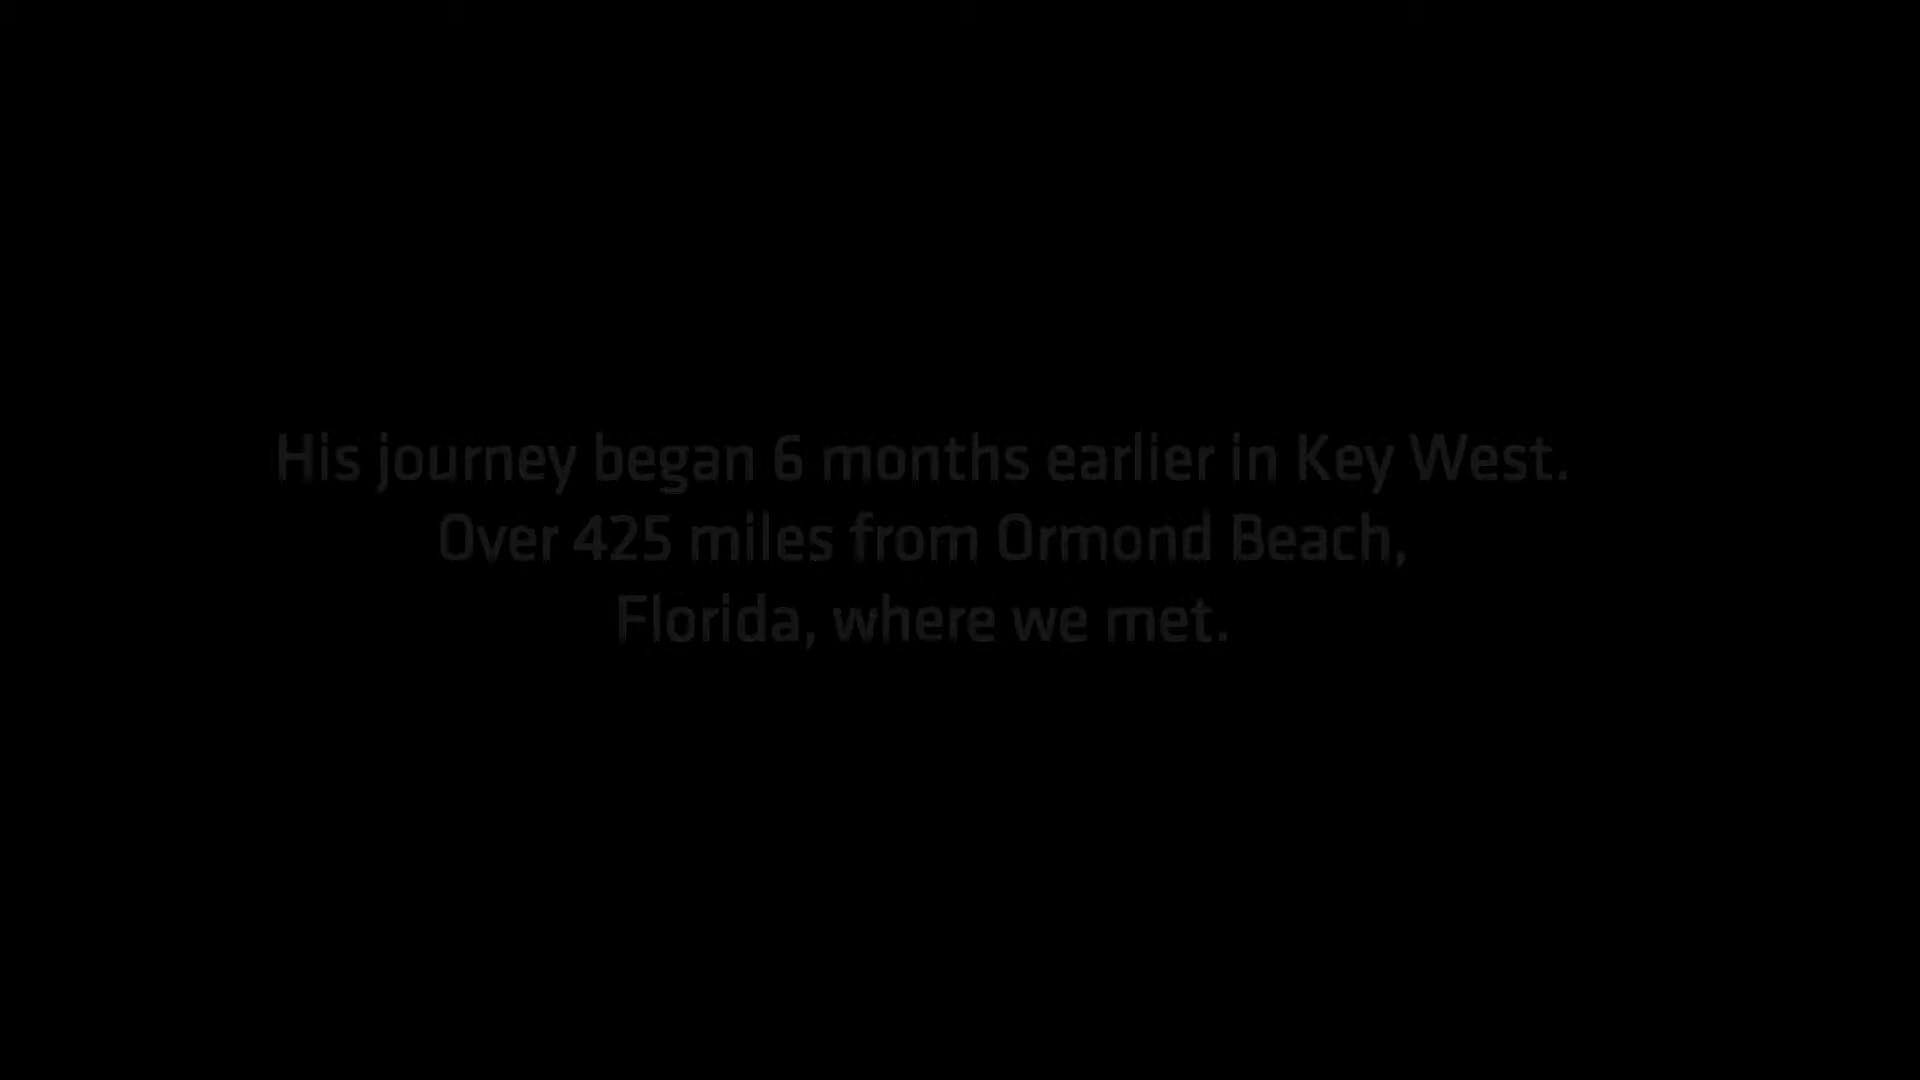 His journey began 6 months earlier in Key West.
Over 425 miles from Ormond Beach,
Florida, where we met.